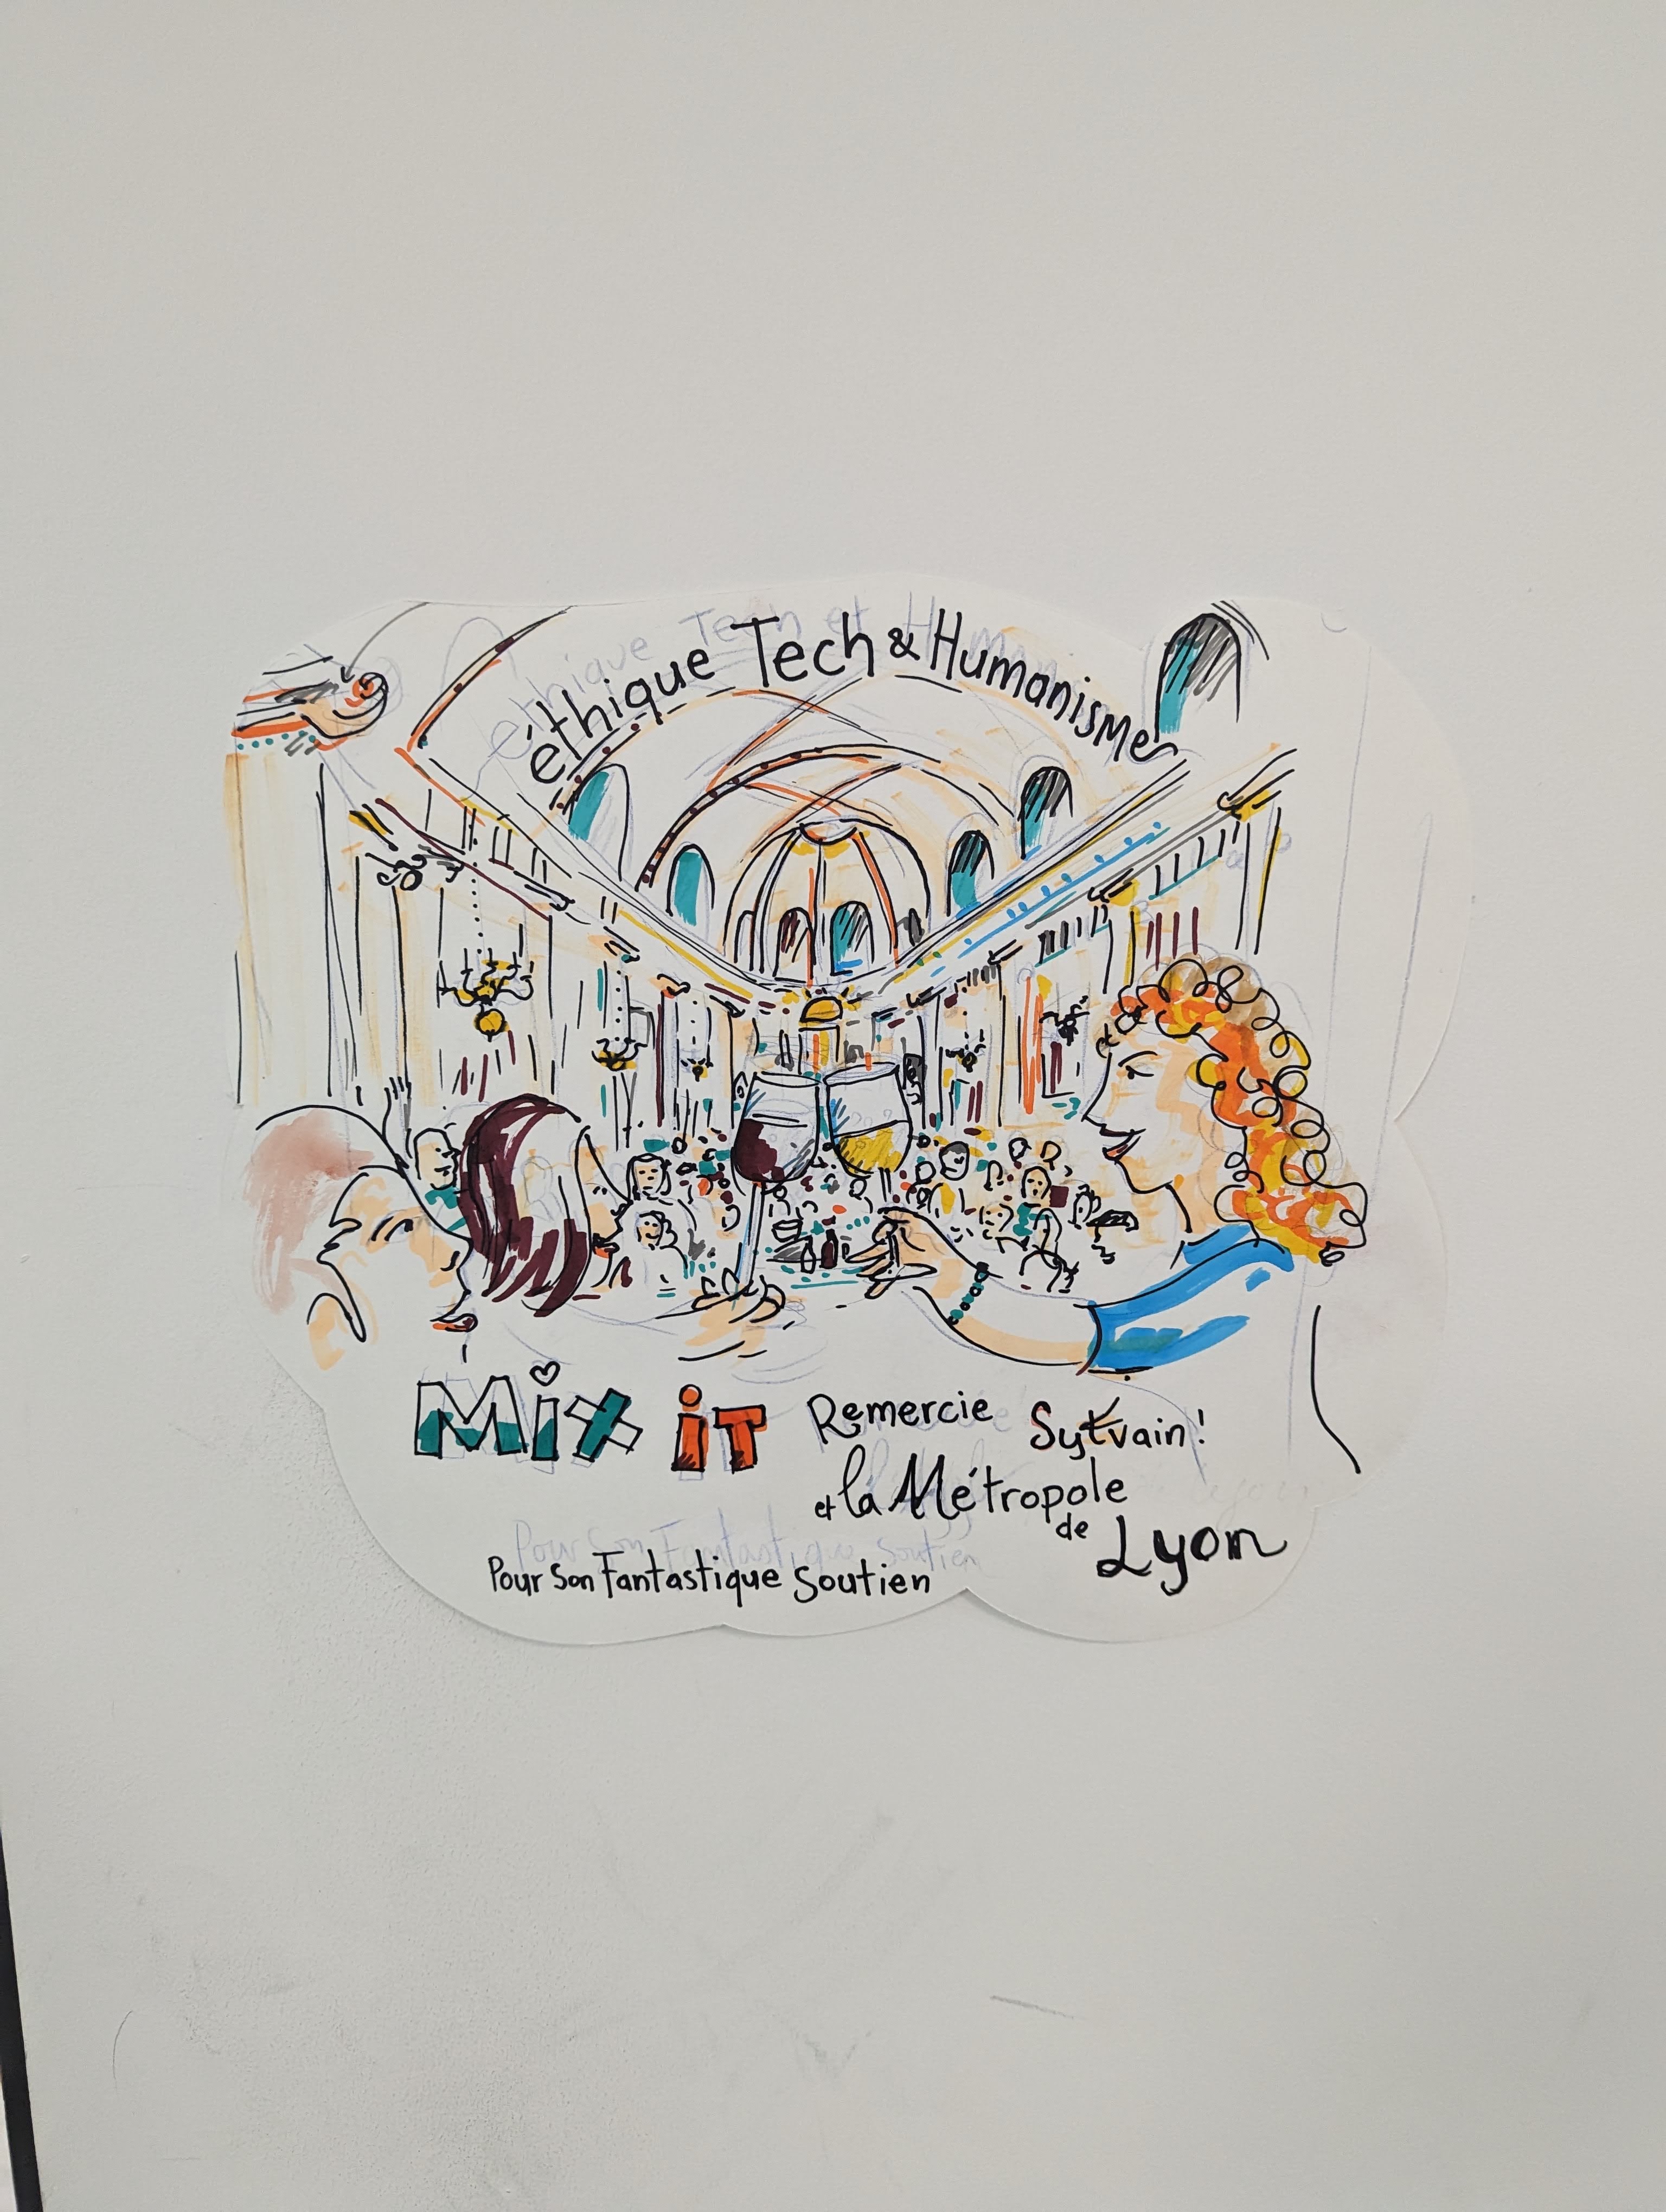 éthique Tech & Humanisme
Mix it Remercie Sylvain!
et la Métropole
de Lyon
Pour Son Fantastique Soutien